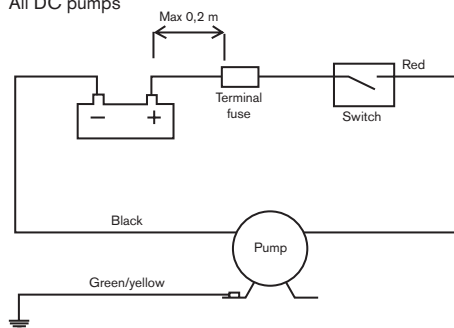 All DC pumps
Max 0,2 m
Red
Terminal
fuse
Switch
− +
Black
Pump
Green/yellow